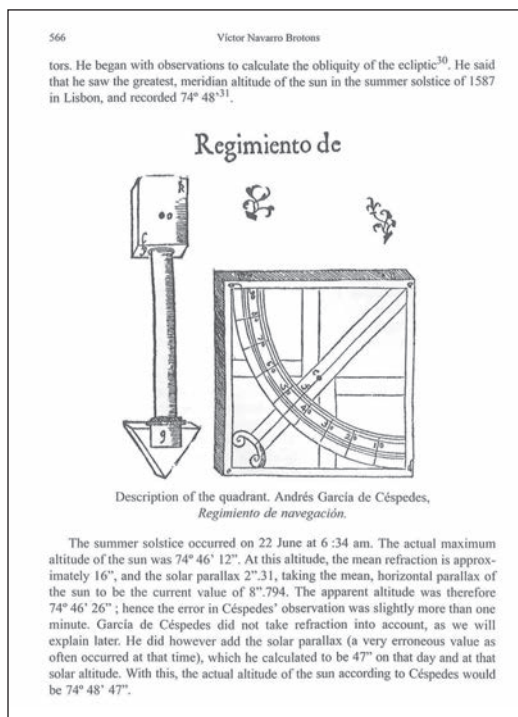 566
Víctor Navarro Brotons
tors. He began with observations to calculate the obliquity of the ecliptic30. He said
that he saw the greatest, meridian altitude of the sun in the summer solstice of 1587
in Lisbon, and recorded 74º 48’31.
Regimiento de
g
c
Description of the quadrant. Andrés García de Céspedes,
Regimiento de navegación.
The summer solstice occurred on 22 June at 6 :34 am. The actual maximum
altitude of the sun was 74º 46’ 12”. At this altitude, the mean refraction is approx-
imately 16”, and the solar parallax 2”.31, taking the mean, horizontal parallax of
the sun to be the current value of 8”.794. The apparent altitude was therefore
74º 46’ 26” ; hence the error in Céspedes’ observation was slightly more than one
minute. García de Céspedes did not take refraction into account, as we will
explain later. He did however add the solar parallax (a very erroneous value as
often occurred at that time), which he calculated to be 47” on that day and at that
solar altitude. With this, the actual altitude of the sun according to Céspedes would
be 74º 48’ 47”.